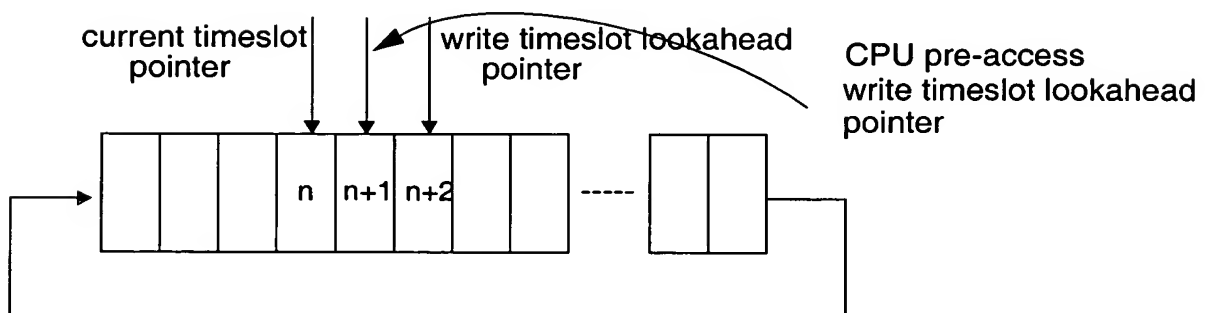 current timeslot
pointer
write timeslot lookahead
pointer
CPU pre-access
write timeslot lookahead
pointer
n n+1 n+2